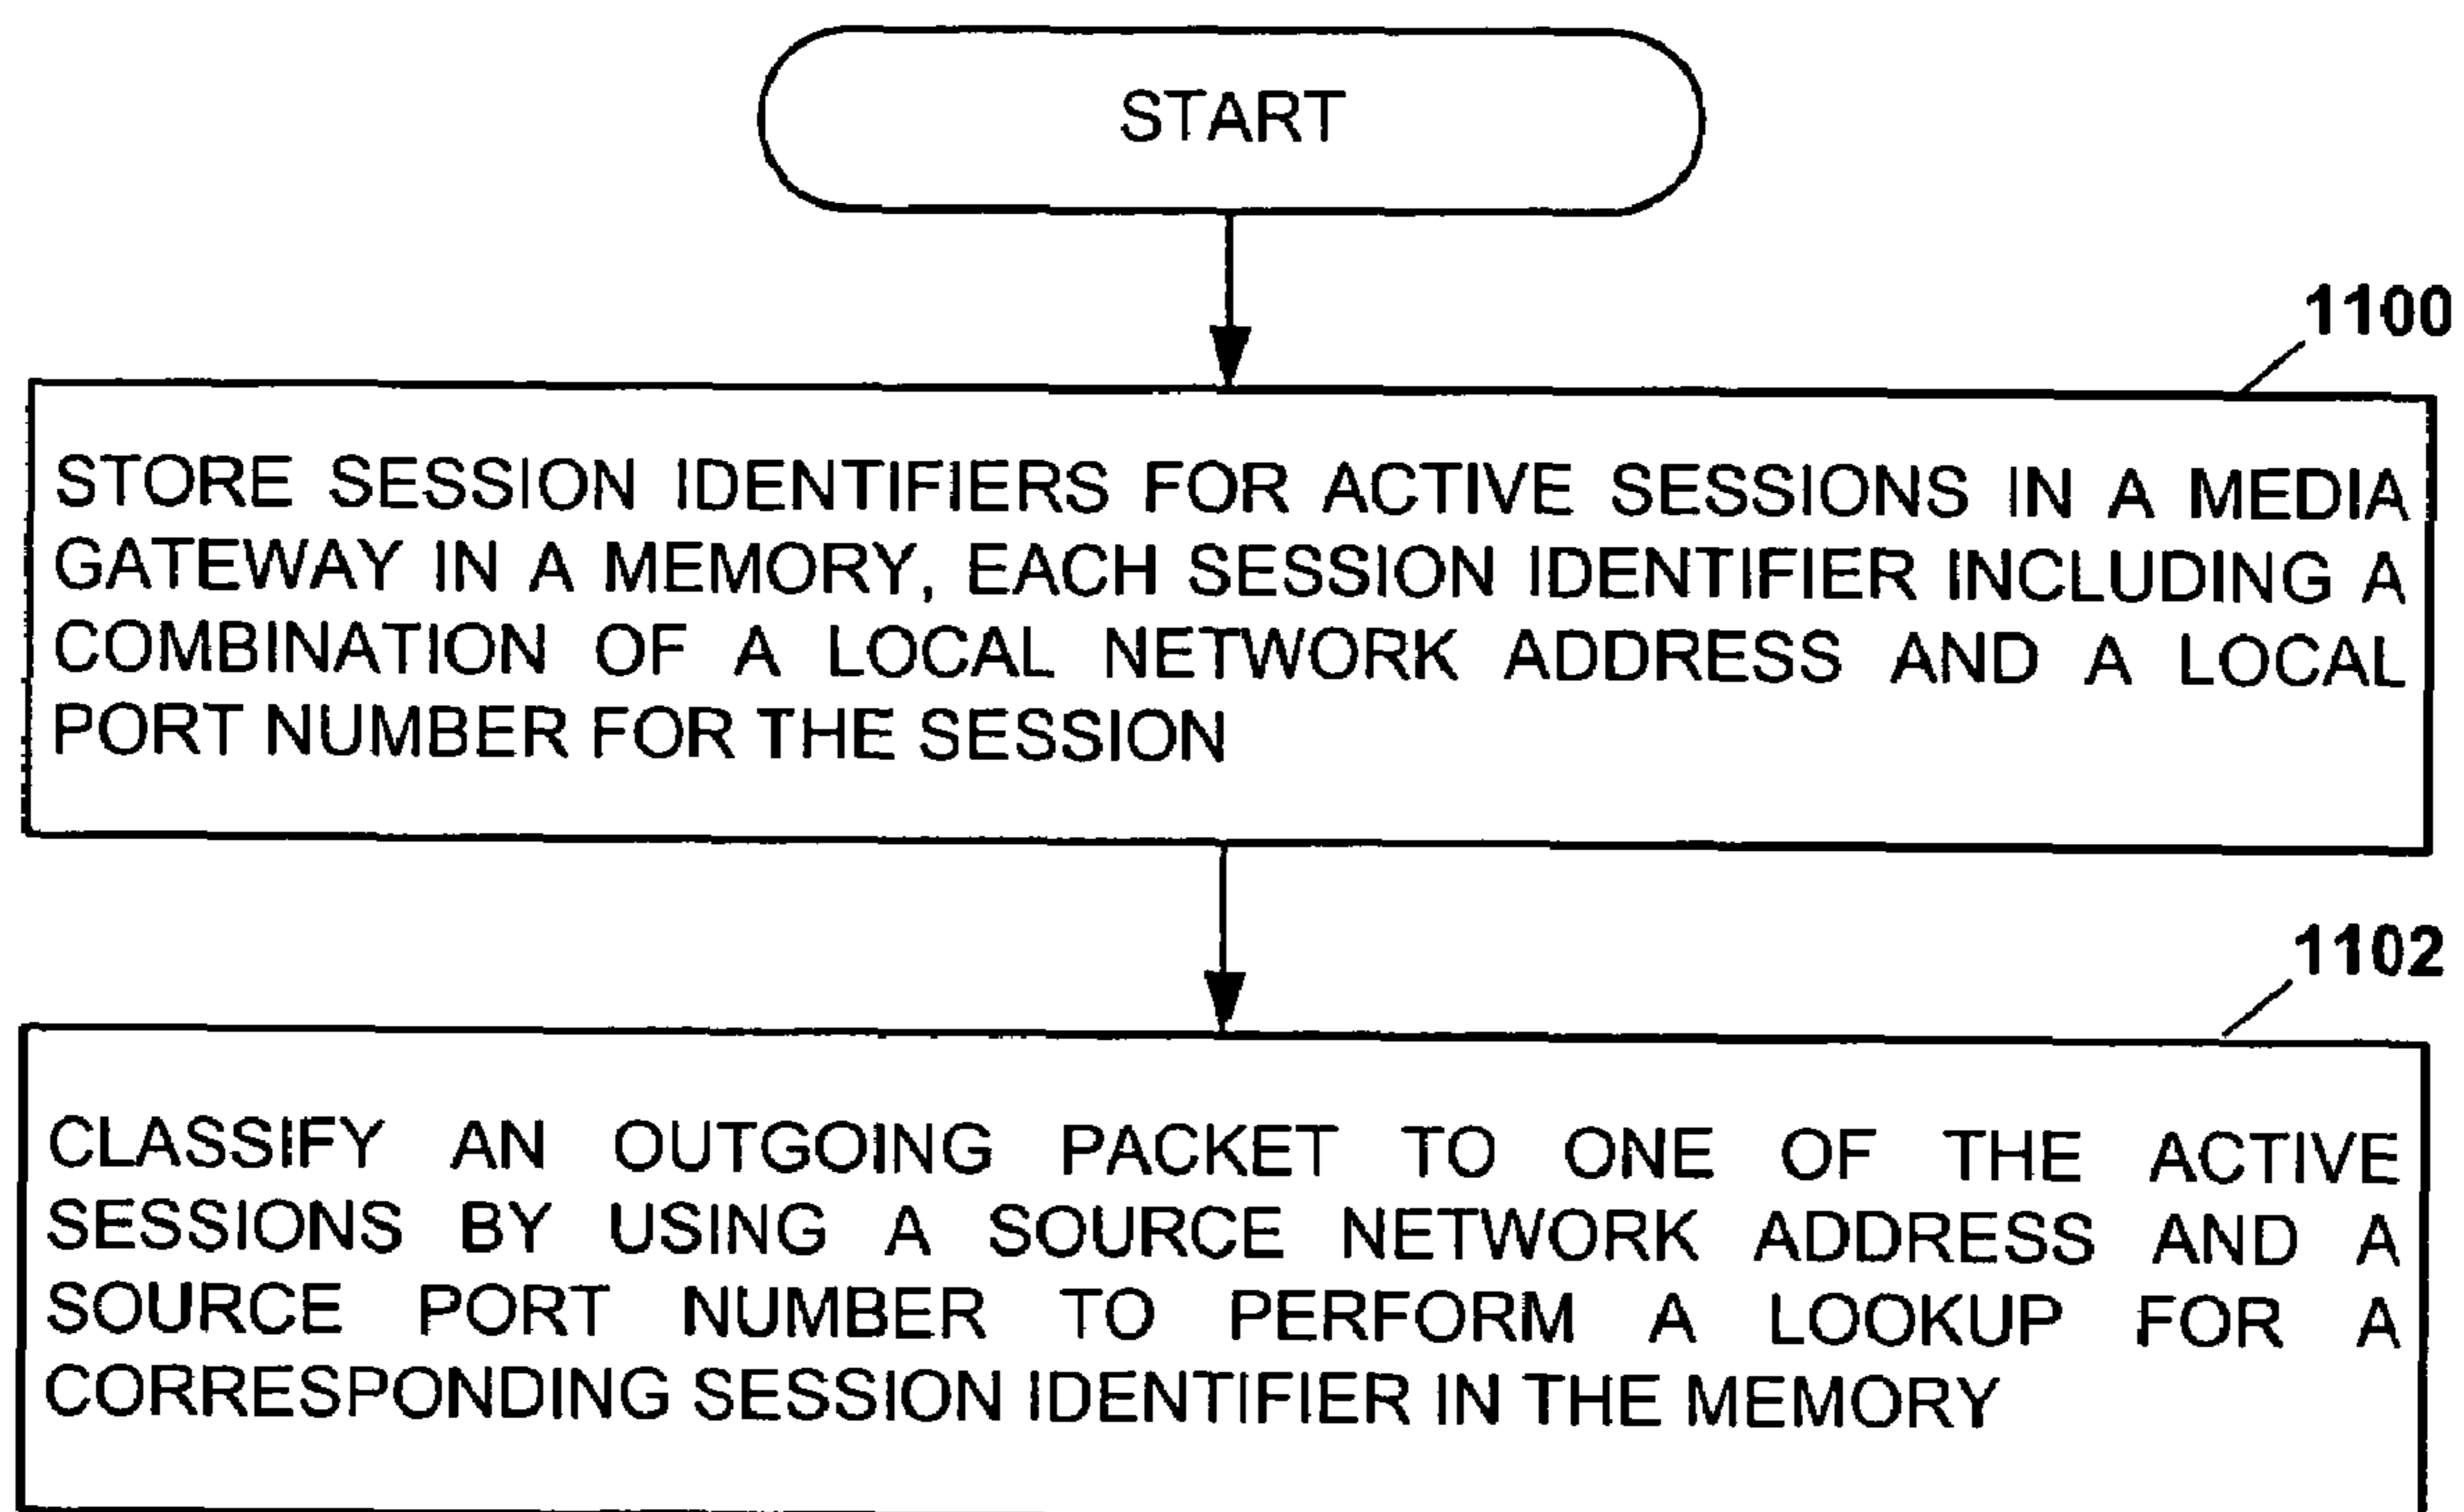 START
1100
STORE SESSION IDENTIFIERS FOR ACTIVE SESSIONS IN A MEDIA
GATEWAY IN A MEMORY, EACH SESSION IDENTIFIER INCLUDING A
COMBINATION OF A LOCAL NETWORK ADDRESS AND A LOCAL
PORT NUMBER FOR THE SESSION
1102
CLASSIFY AN OUTGOING PACKET TO ONE OF THE ACTIVE
SESSIONS BY USING A SOURCE NETWORK ADDRESS AND A
SOURCE PORT NUMBER TO PERFORM A LOOKUP FOR A
CORRESPONDING SESSION IDENTIFIER IN THE MEMORY